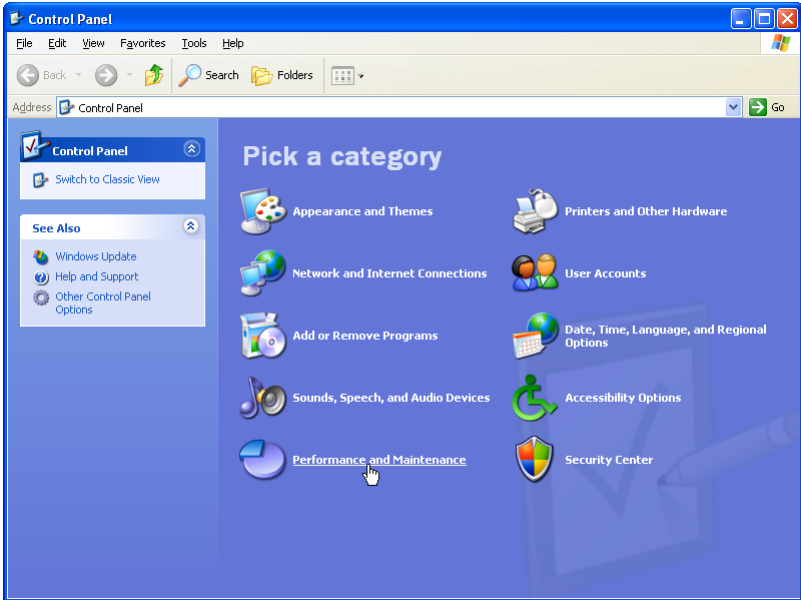 Control Panel
File Edit View Favorites Tools Help
Back Search Folders
Address Control Panel Go
Control Panel
Switch to Classic View
See Also
Windows Update
Help and Support
Other Control Panel
Options
Pick a category
Appearance and Themes
Printers and Other Hardware
Network and Internet Connections
User Accounts
Add or Remove Programs
Date, Time, Language, and Regional
Options
Sounds, Speech, and Audio Devices
Accessibility Options
Performance and Maintenance
Security Center